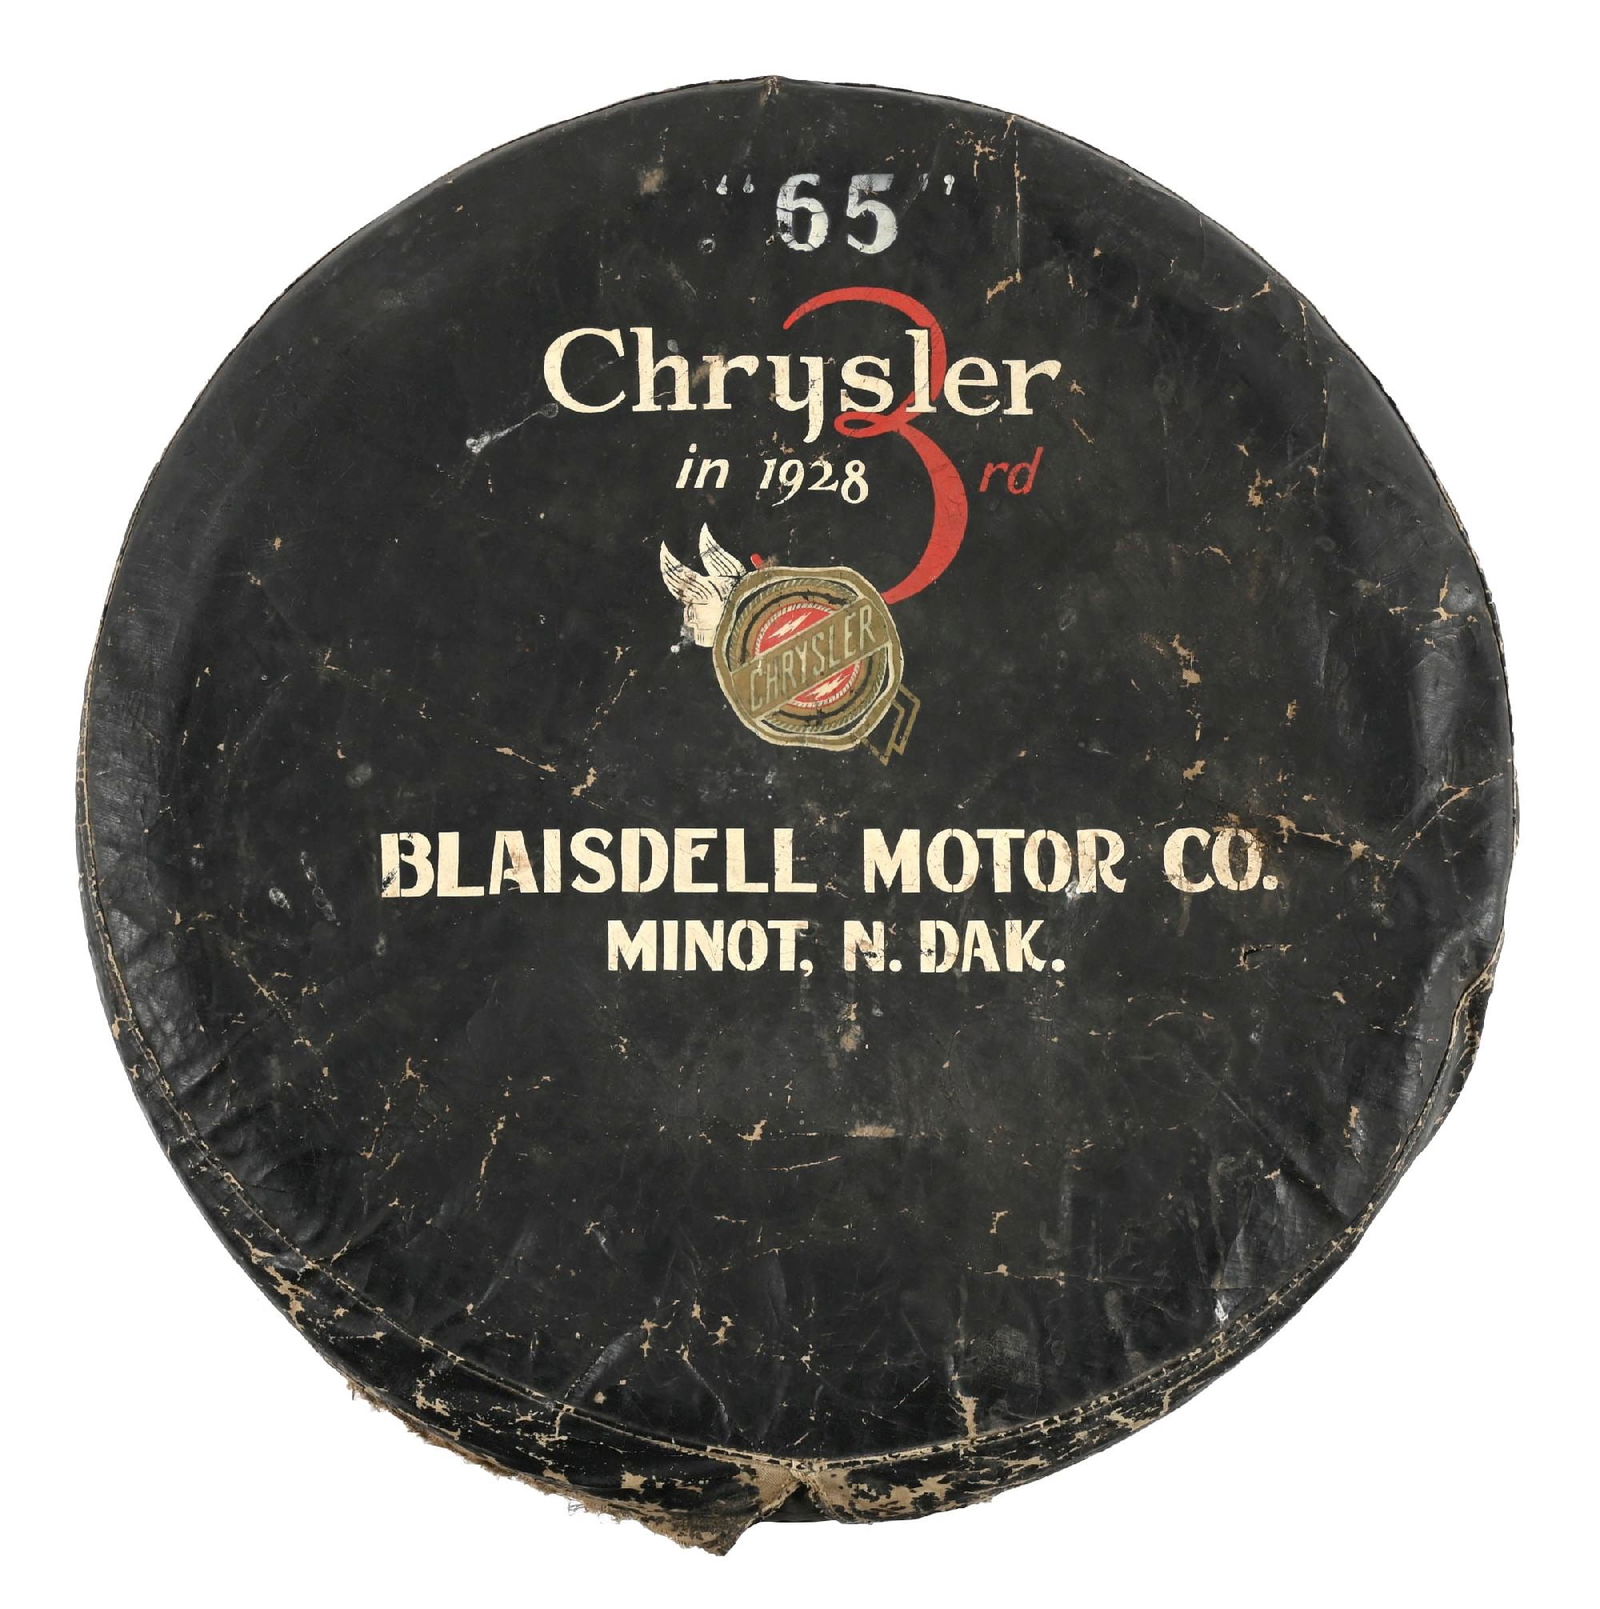 "65"
Chrysler
in 1928 3rd
CHRYSLER
BLAISDELL MOTOR CO.
MINOT, N. DAK.